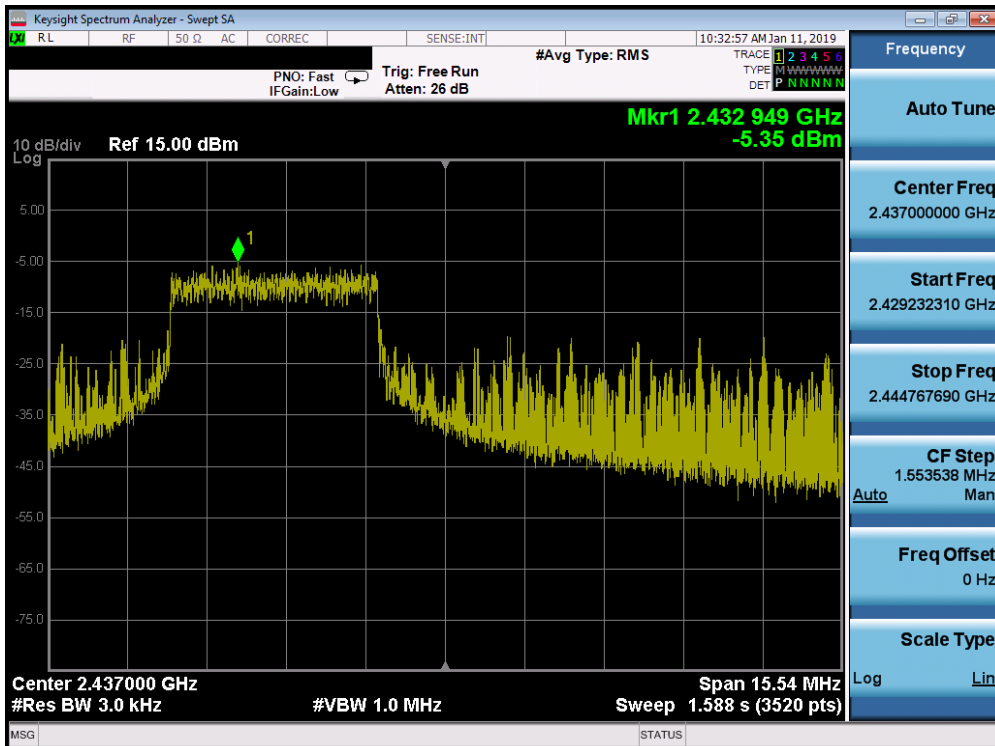 Keysight Spectrum Analyzer - Swept SA
LXI RL RF 50 Ω AC CORREC SENSE:INT 10:32:57 AM Jan 11, 2019
Frequency
#Avg Type: RMS TRACE 1 2 3 4 5 6
PNO: Fast Trig: Free Run TYPE M W W W W W
IFGain:Low Atten: 26 dB DET P N N N N N
Auto Tune
Mkr1 2.432 949 GHz
-5.35 dBm
10 dB/div Ref 15.00 dBm
Log
5.00
-5.00
-15.0
-25.0
-35.0
-45.0
-55.0
-65.0
-75.0
1
Center Freq
2.437000000 GHz
Start Freq
2.429232310 GHz
Stop Freq
2.444767690 GHz
CF Step
1.553538 MHz
Auto Man
Freq Offset
0 Hz
Scale Type
Log Lin
Center 2.437000 GHz Span 15.54 MHz
#Res BW 3.0 kHz #VBW 1.0 MHz Sweep 1.588 s (3520 pts)
MSG STATUS